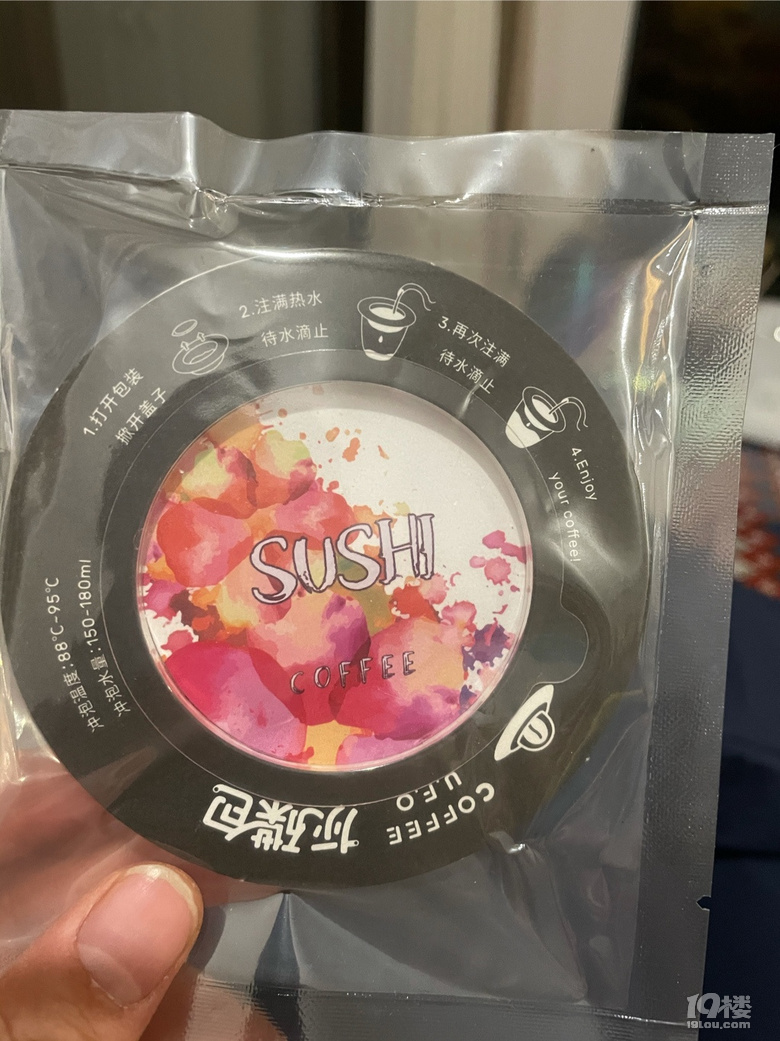 1.打开包装
掀开盖子
2.注满热水
待水滴止
3.再次注满
待水滴止
4.Enjoy
your coffee!
SUSHI
COFFEE
冲泡温度:88℃-95℃
冲泡水量:150-180ml
COFFEE
U.F.O
灰碟包
19楼
19lou.com